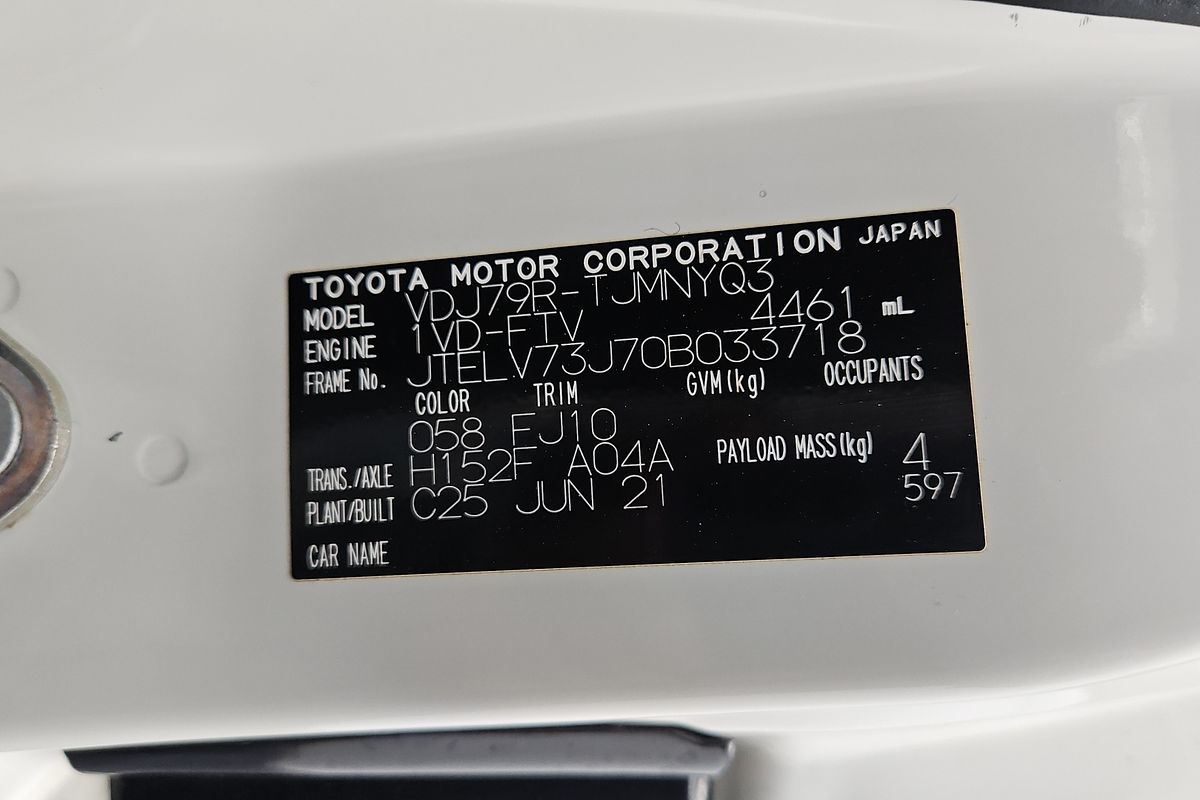 TOYOTA MOTOR CORPORATION JAPAN
MODEL VDJ79R-TJMNYQ3
ENGINE 1VD-FTV 4461 mL
FRAME No. JTELV73J70B033718
COLOR TRIM GVM(kg) OCCUPANTS
058 FJ10
TRANS./AXLE H152F A04A PAYLOAD MASS(kg) 4
PLANT/BUILT C25 JUN 21 597
CAR NAME